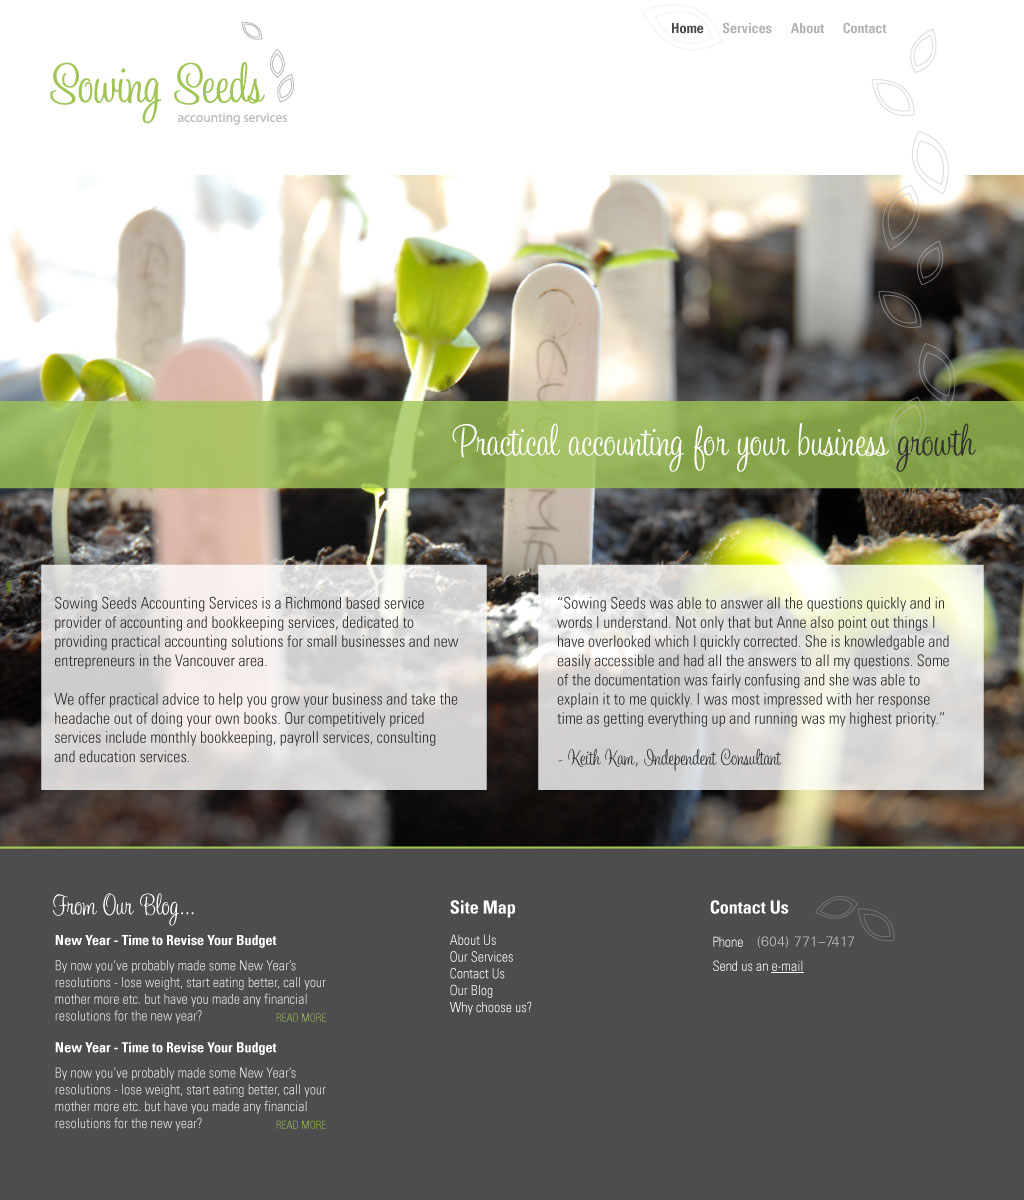 Home Services About Contact
Sowing Seeds
accounting services
CUCUME
Practical accounting for your business growth
Sowing Seeds Accounting Services is a Richmond based service
provider of accounting and bookkeeping services, dedicated to
providing practical accounting solutions for small businesses and new
entrepreneurs in the Vancouver area.
We offer practical advice to help you grow your business and take the
headache out of doing your own books. Our competitively priced
services include monthly bookkeeping, payroll services, consulting
and education services.
“Sowing Seeds was able to answer all the questions quickly and in
words I understand. Not only that but Anne also point out things I
have overlooked which I quickly corrected. She is knowledgable and
easily accessible and had all the answers to all my questions. Some
of the documentation was fairly confusing and she was able to
explain it to me quickly. I was most impressed with her response
time as getting everything up and running was my highest priority.”
- Keith Kam, Independent Consultant
From Our Blog...
New Year - Time to Revise Your Budget
By now you’ve probably made some New Year’s
resolutions - lose weight, start eating better, call your
mother more etc. but have you made any financial
resolutions for the new year? READ MORE
New Year - Time to Revise Your Budget
By now you’ve probably made some New Year’s
resolutions - lose weight, start eating better, call your
mother more etc. but have you made any financial
resolutions for the new year? READ MORE
Site Map
About Us
Our Services
Contact Us
Our Blog
Why choose us?
Contact Us
Phone (604) 771–7417
Send us an e-mail